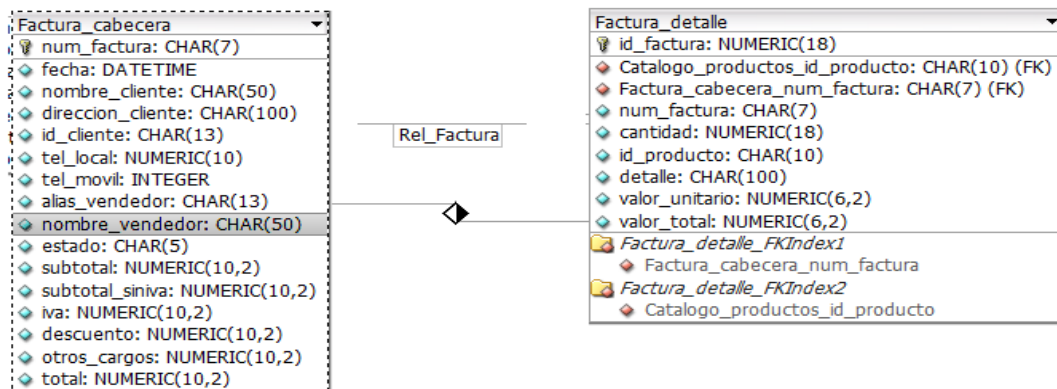 Factura_cabecera
num_factura: CHAR(7)
fecha: DATETIME
nombre_cliente: CHAR(50)
direccion_cliente: CHAR(100)
id_cliente: CHAR(13)
tel_local: NUMERIC(10)
tel_movil: INTEGER
alias_vendedor: CHAR(13)
nombre_vendedor: CHAR(50)
estado: CHAR(5)
subtotal: NUMERIC(10,2)
subtotal_siniva: NUMERIC(10,2)
iva: NUMERIC(10,2)
descuento: NUMERIC(10,2)
otros_cargos: NUMERIC(10,2)
total: NUMERIC(10,2)
Rel_Factura
Factura_detalle
id_factura: NUMERIC(18)
Catalogo_productos_id_producto: CHAR(10) (FK)
Factura_cabecera_num_factura: CHAR(7) (FK)
num_factura: CHAR(7)
cantidad: NUMERIC(18)
id_producto: CHAR(10)
detalle: CHAR(100)
valor_unitario: NUMERIC(6,2)
valor_total: NUMERIC(6,2)
Factura_detalle_FKIndex1
Factura_cabecera_num_factura
Factura_detalle_FKIndex2
Catalogo_productos_id_producto